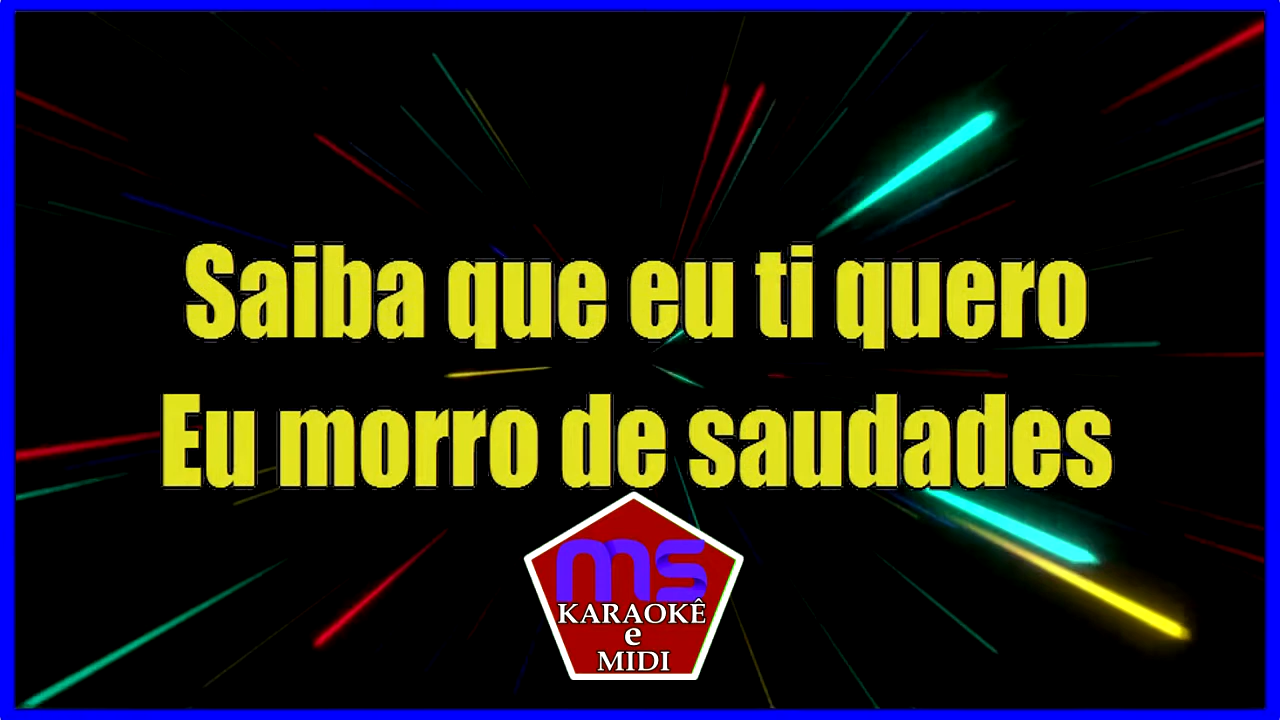 Saiba que eu ti quero
Eu morro de saudades
ms
KARAOKÊ
e
MIDI